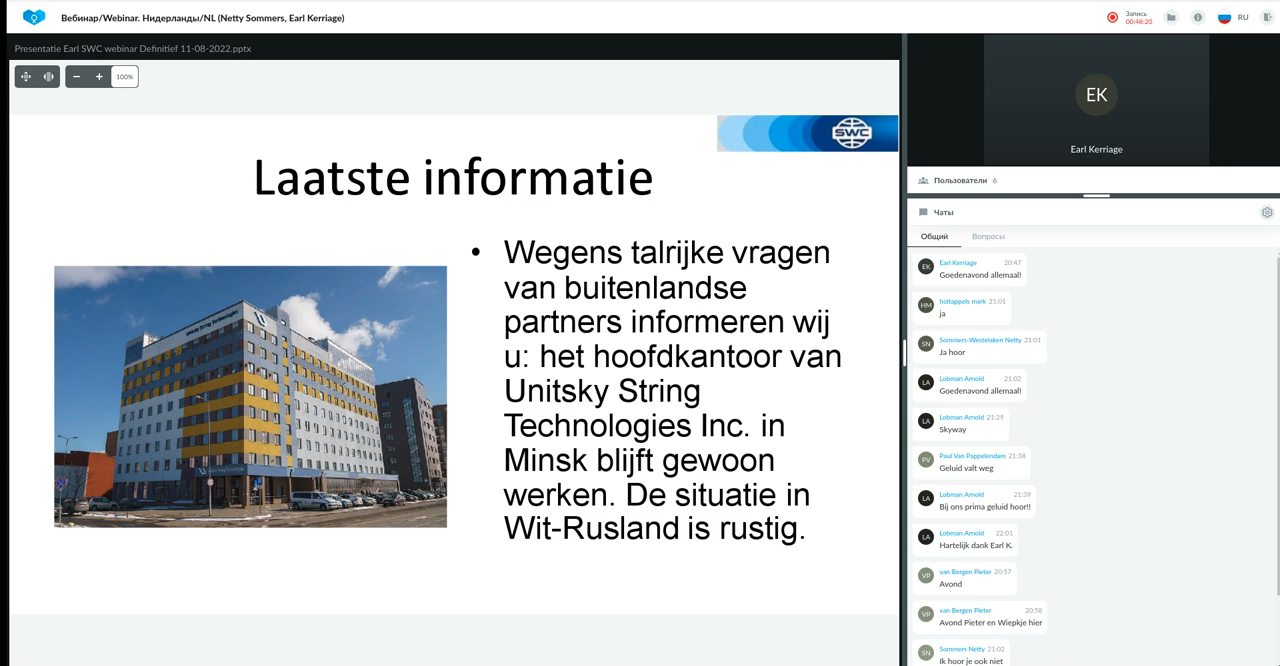 Вебинар/Webinar. Нидерланды/NL (Netty Sommers, Earl Kerriage)
Запись
00:48:20
RU
Presentatie Earl SWC webinar Definitief 11-08-2022.pptx
100%
SWC
Laatste informatie
• Wegens talrijke vragen
van buitenlandse
partners informeren wij
u: het hoofdkantoor van
Unitsky String
Technologies Inc. in
Minsk blijft gewoon
werken. De situatie in
Wit-Rusland is rustig.
Unitsky String Technologies
EK
Earl Kerriage
Пользователи 6
Чаты
Общий Вопросы
EK Earl Kerriage 20:47
Goedenavond allemaal!
HM holtappels mark 21:01
ja
SN Sommers-Westelaken Netty 21:01
Ja hoor
LA Lobman Arnold 21:02
Goedenavond allemaal!
LA Lobman Arnold 21:29
Skyway
PV Paul Van Pappelendam 21:38
Geluid valt weg
LA Lobman Arnold 21:39
Bij ons prima geluid hoor!!
LA Lobman Arnold 22:01
Hartelijk dank Earl K.
VP van Bergen Pieter 20:57
Avond
VP van Bergen Pieter 20:58
Avond Pieter en Wiepkje hier
SN Sommers Netty 21:02
Ik hoor je ook niet